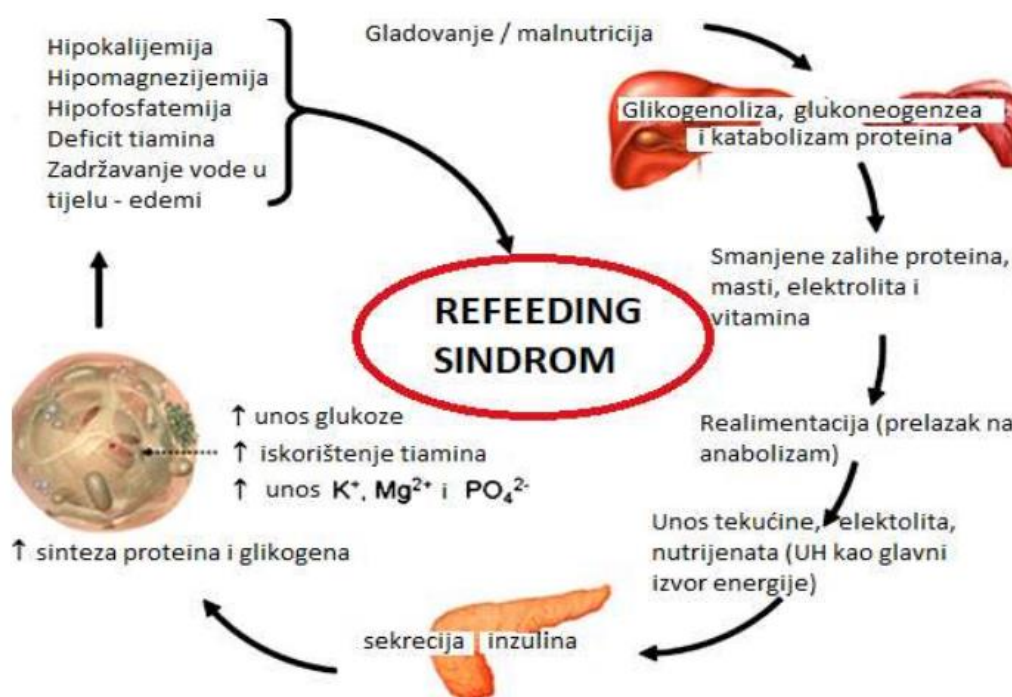 Gladovanje / malnutricija
Glikogenoliza, glukoneogenzea
i katabolizam proteina
Smanjene zalihe proteina,
masti, elektrolita i
vitamina
Realimentacija (prelazak na
anabolizam)
Unos tekućine, elektolita,
nutrijenata (UH kao glavni
izvor energije)
sekrecija inzulina
↑ unos glukoze
↑ iskorištenje tiamina
↑ unos K⁺, Mg²⁺ i PO₄²⁻
↑ sinteza proteina i glikogena
Hipokalijemija
Hipomagnezijemija
Hipofosfatemija
Deficit tiamina
Zadržavanje vode u
tijelu - edemi
REFEEDING
SINDROM